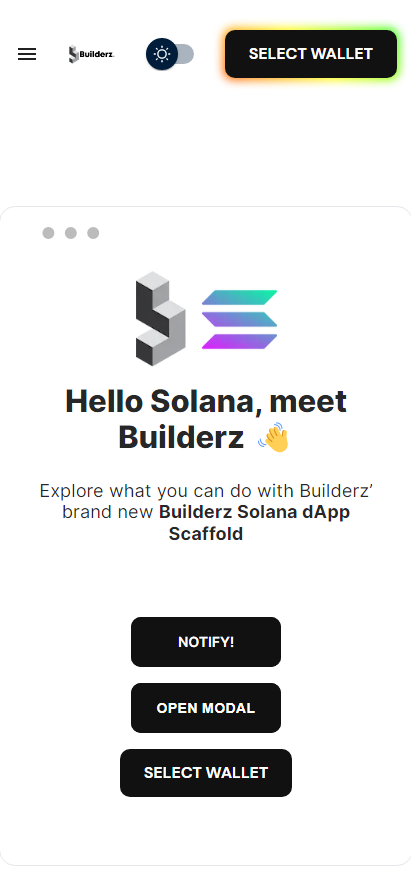 Builderz
SELECT WALLET
Hello Solana, meet
Builderz 👋
Explore what you can do with Builderz’
brand new Builderz Solana dApp
Scaffold
NOTIFY!
OPEN MODAL
SELECT WALLET